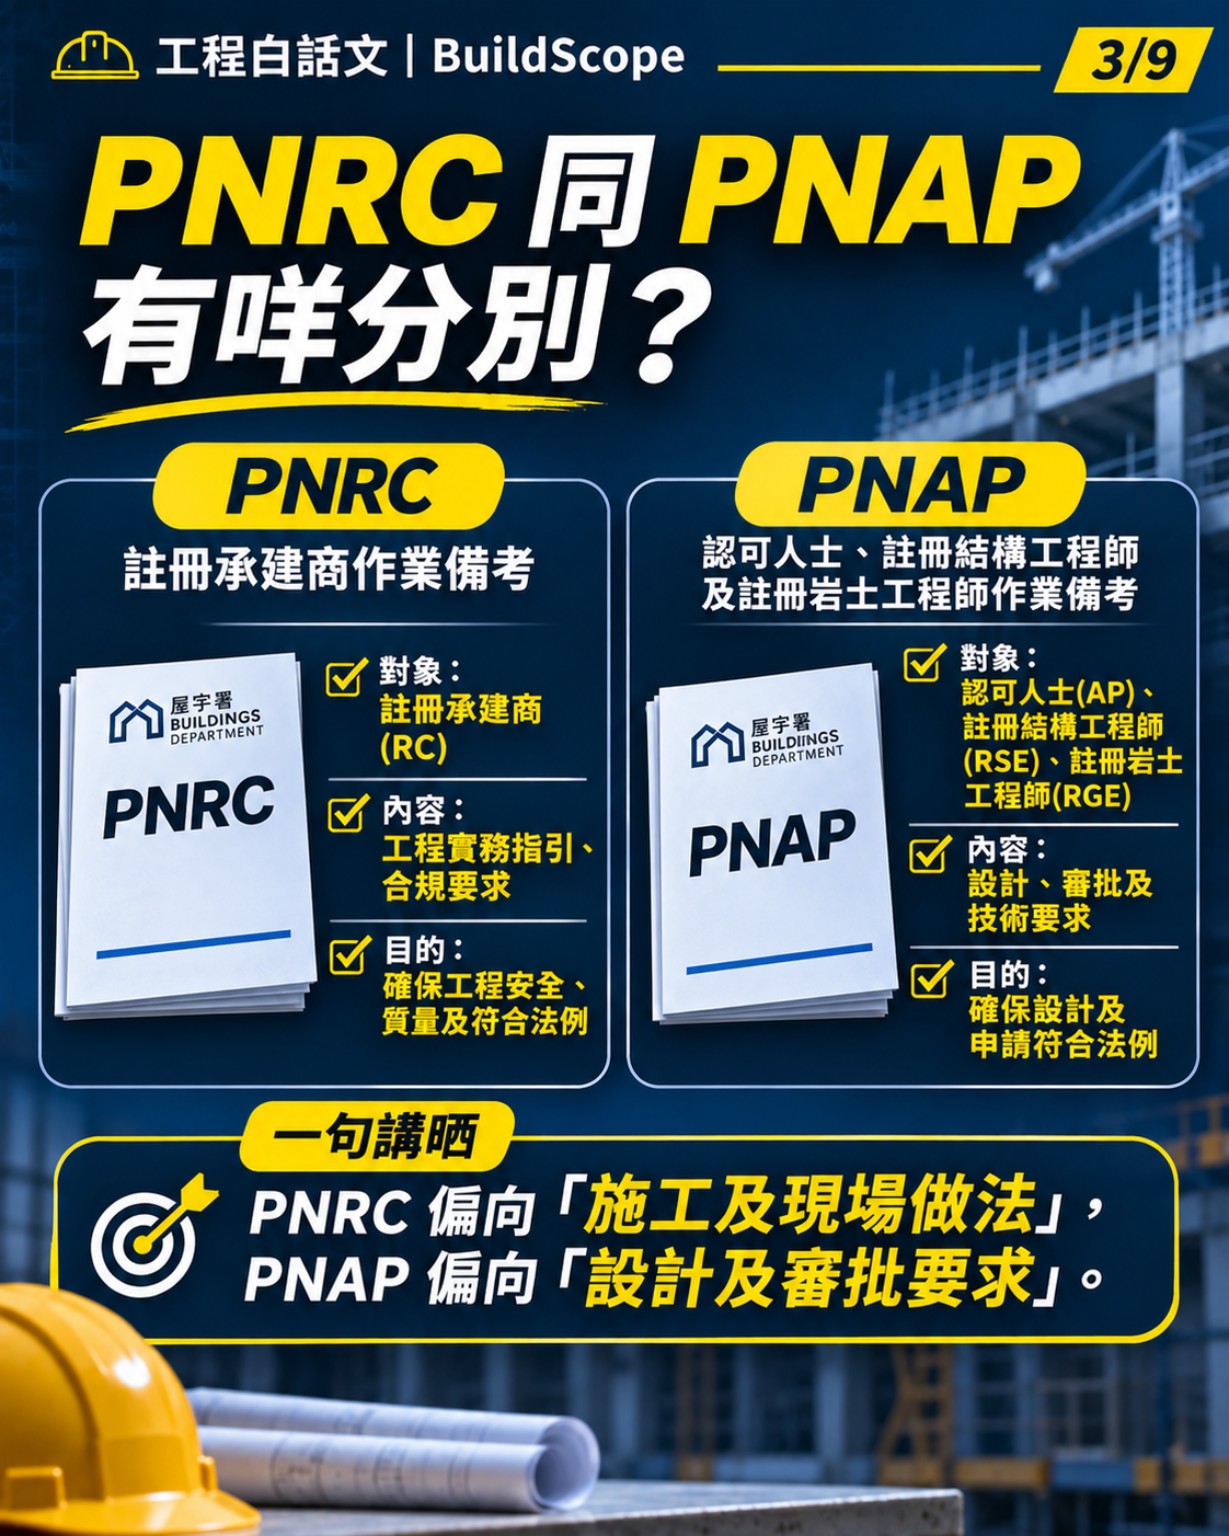 工程白話文｜BuildScope
3/9
PNRC 同 PNAP
有咩分別？
PNRC
註冊承建商作業備考
屋宇署
BUILDINGS
DEPARTMENT
PNRC
對象：
註冊承建商
(RC)
內容：
工程實務指引、
合規要求
目的：
確保工程安全、
質量及符合法例
PNAP
認可人士、註冊結構工程師
及註冊岩土工程師作業備考
屋宇署
BUILDIINGS
DEPARTMENT
PNAP
對象：
認可人士(AP)、
註冊結構工程師
(RSE)、註冊岩土
工程師(RGE)
內容：
設計、審批及
技術要求
目的：
確保設計及
申請符合法例
一句講晒
PNRC 偏向「施工及現場做法」，
PNAP 偏向「設計及審批要求」。